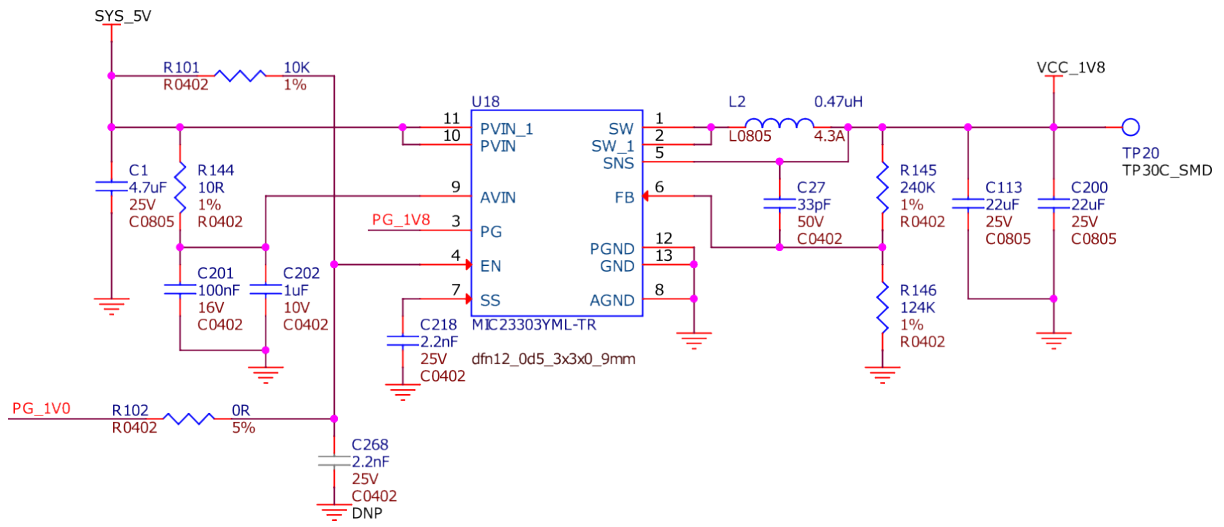 SYS_5V
R101
R0402
10K
1%
C1
4.7uF
25V
C0805
R144
10R
1%
R0402
C201
100nF
16V
C0402
C202
1uF
10V
C0402
PG_1V8
U18
11 PVIN_1
10 PVIN
9 AVIN
3 PG
4 EN
7 SS
SW 1
SW_1 2
SNS 5
FB 6
PGND 12
GND 13
AGND 8
MIC23303YML-TR
dfn12_0d5_3x3x0_9mm
C218
2.2nF
25V
C0402
PG_1V0
R102
R0402
0R
5%
C268
2.2nF
25V
C0402
DNP
L2
L0805
0.47uH
4.3A
C27
33pF
50V
C0402
R145
240K
1%
R0402
R146
124K
1%
R0402
C113
22uF
25V
C0805
C200
22uF
25V
C0805
VCC_1V8
TP20
TP30C_SMD